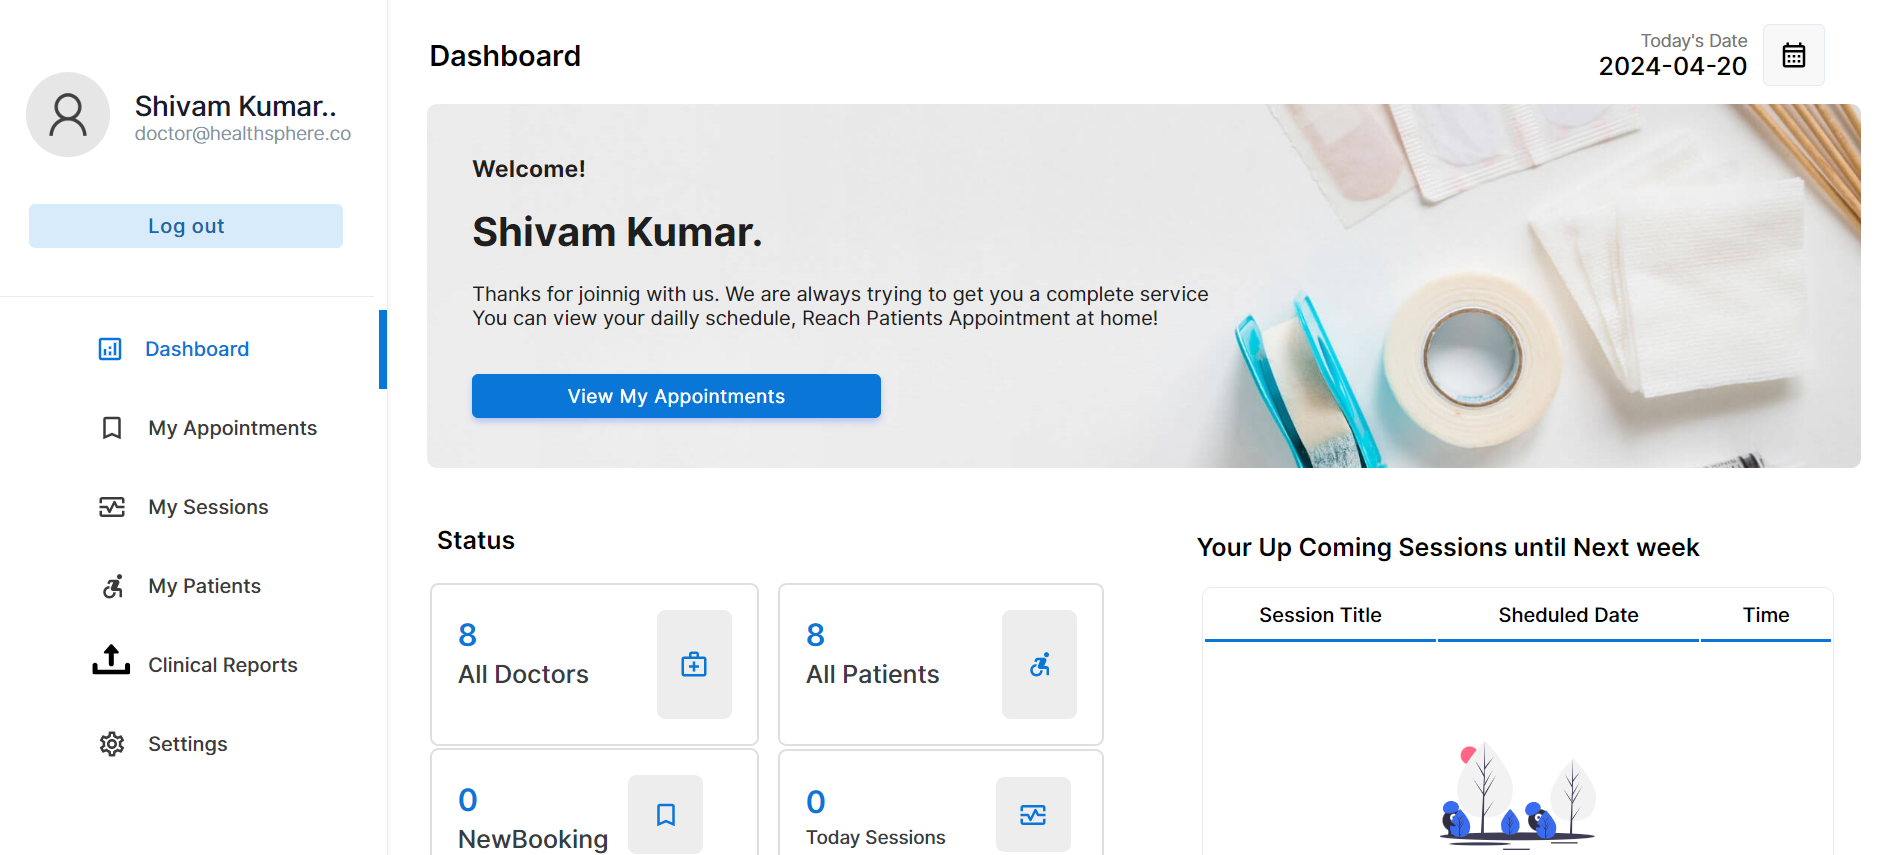 Shivam Kumar..
doctor@healthsphere.co
Log out
Dashboard
My Appointments
My Sessions
My Patients
Clinical Reports
Settings
Dashboard
Today's Date
2024-04-20
Welcome!
Shivam Kumar.
Thanks for joinnig with us. We are always trying to get you a complete service
You can view your dailly schedule, Reach Patients Appointment at home!
View My Appointments
Status
8
All Doctors
8
All Patients
0
NewBooking
0
Today Sessions
Your Up Coming Sessions until Next week
Session Title Sheduled Date Time